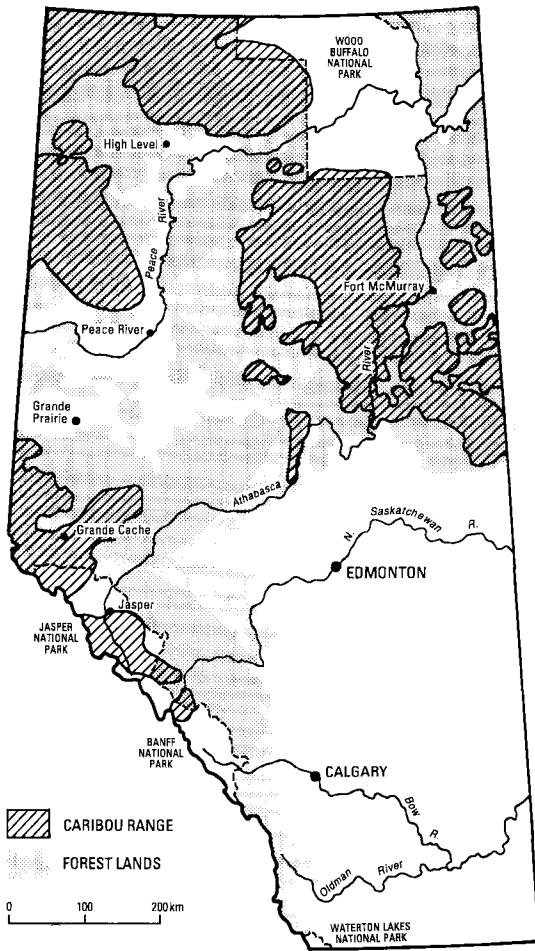 WOOD
BUFFALO
NATIONAL
PARK
High Level
Peace River
Fort McMurray
Peace River
River
Grande
Prairie
Athabasca
N. Saskatchewan R.
Grande Cache
EDMONTON
Jasper
JASPER
NATIONAL
PARK
BANFF
NATIONAL
PARK
CALGARY
Bow R.
CARIBOU RANGE
FOREST LANDS
Oldman River
0 100 200km
WATERTON LAKES
NATIONAL PARK